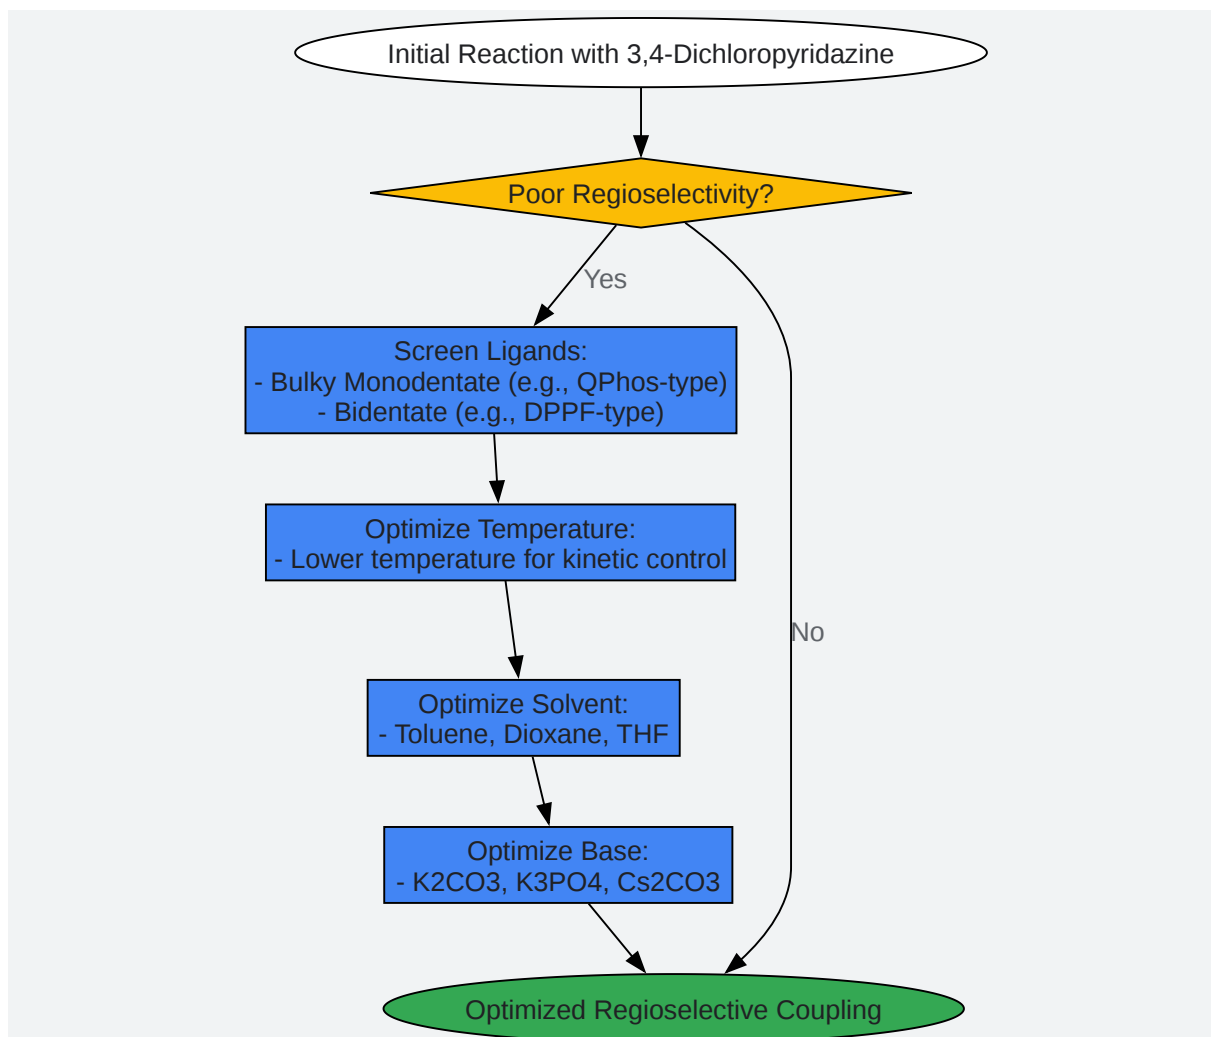 Initial Reaction with 3,4-Dichloropyridazine
Poor Regioselectivity?
Yes
Screen Ligands:
- Bulky Monodentate (e.g., QPhos-type)
- Bidentate (e.g., DPPF-type)
Optimize Temperature:
- Lower temperature for kinetic control
No
Optimize Solvent:
- Toluene, Dioxane, THF
Optimize Base:
- K2CO3, K3PO4, Cs2CO3
Optimized Regioselective Coupling